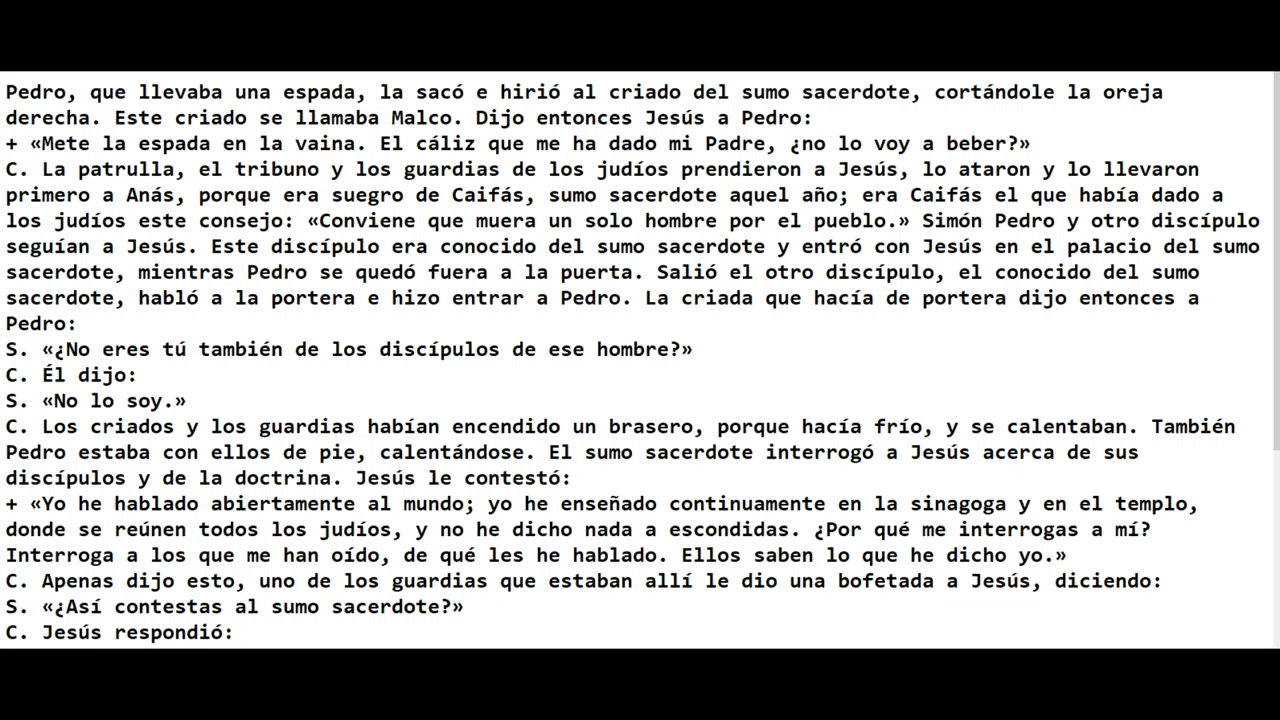 Pedro, que llevaba una espada, la sacó e hirió al criado del sumo sacerdote, cortándole la oreja
derecha. Este criado se llamaba Malco. Dijo entonces Jesús a Pedro:
+ «Mete la espada en la vaina. El cáliz que me ha dado mi Padre, ¿no lo voy a beber?»
C. La patrulla, el tribuno y los guardias de los judíos prendieron a Jesús, lo ataron y lo llevaron
primero a Anás, porque era suegro de Caifás, sumo sacerdote aquel año; era Caifás el que había dado a
los judíos este consejo: «Conviene que muera un solo hombre por el pueblo.» Simón Pedro y otro discípulo
seguían a Jesús. Este discípulo era conocido del sumo sacerdote y entró con Jesús en el palacio del sumo
sacerdote, mientras Pedro se quedó fuera a la puerta. Salió el otro discípulo, el conocido del sumo
sacerdote, habló a la portera e hizo entrar a Pedro. La criada que hacía de portera dijo entonces a
Pedro:
S. «¿No eres tú también de los discípulos de ese hombre?»
C. Él dijo:
S. «No lo soy.»
C. Los criados y los guardias habían encendido un brasero, porque hacía frío, y se calentaban. También
Pedro estaba con ellos de pie, calentándose. El sumo sacerdote interrogó a Jesús acerca de sus
discípulos y de la doctrina. Jesús le contestó:
+ «Yo he hablado abiertamente al mundo; yo he enseñado continuamente en la sinagoga y en el templo,
donde se reúnen todos los judíos, y no he dicho nada a escondidas. ¿Por qué me interrogas a mí?
Interroga a los que me han oído, de qué les he hablado. Ellos saben lo que he dicho yo.»
C. Apenas dijo esto, uno de los guardias que estaban allí le dio una bofetada a Jesús, diciendo:
S. «¿Así contestas al sumo sacerdote?»
C. Jesús respondió: